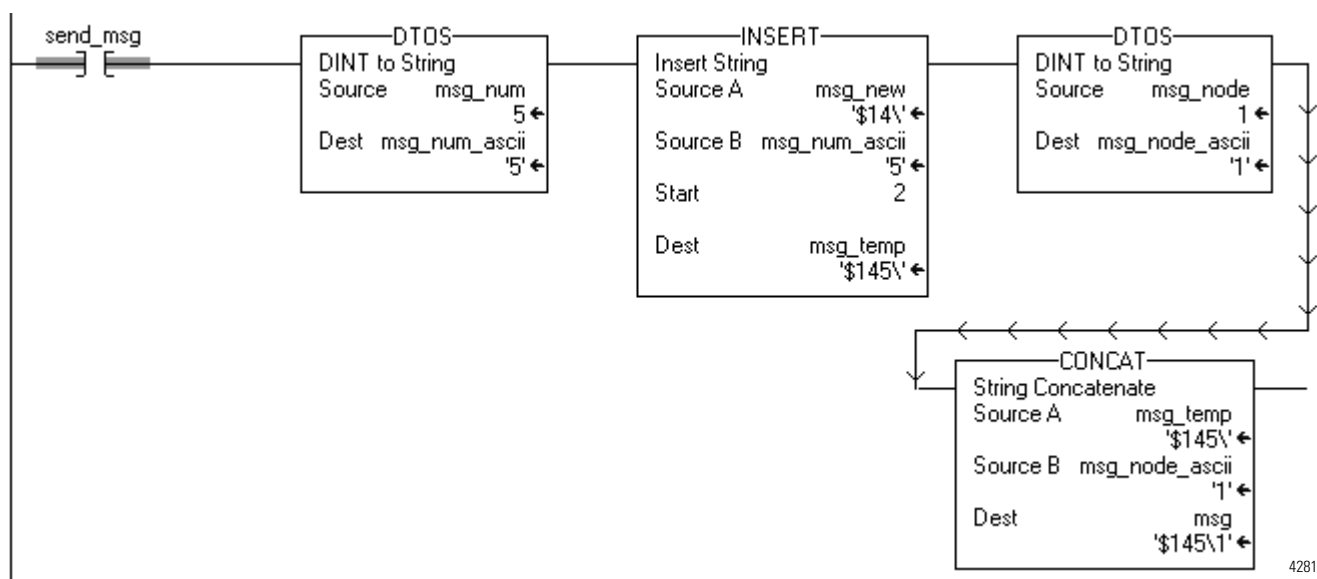 send_msg
DTOS
DINT to String
Source msg_num
5
Dest msg_num_ascii
'5'
INSERT
Insert String
Source A msg_new
'$14\'
Source B msg_num_ascii
'5'
Start 2
Dest msg_temp
'$145\'
DTOS
DINT to String
Source msg_node
1
Dest msg_node_ascii
'1'
CONCAT
String Concatenate
Source A msg_temp
'$145\'
Source B msg_node_ascii
'1'
Dest msg
'$145\1'
4281